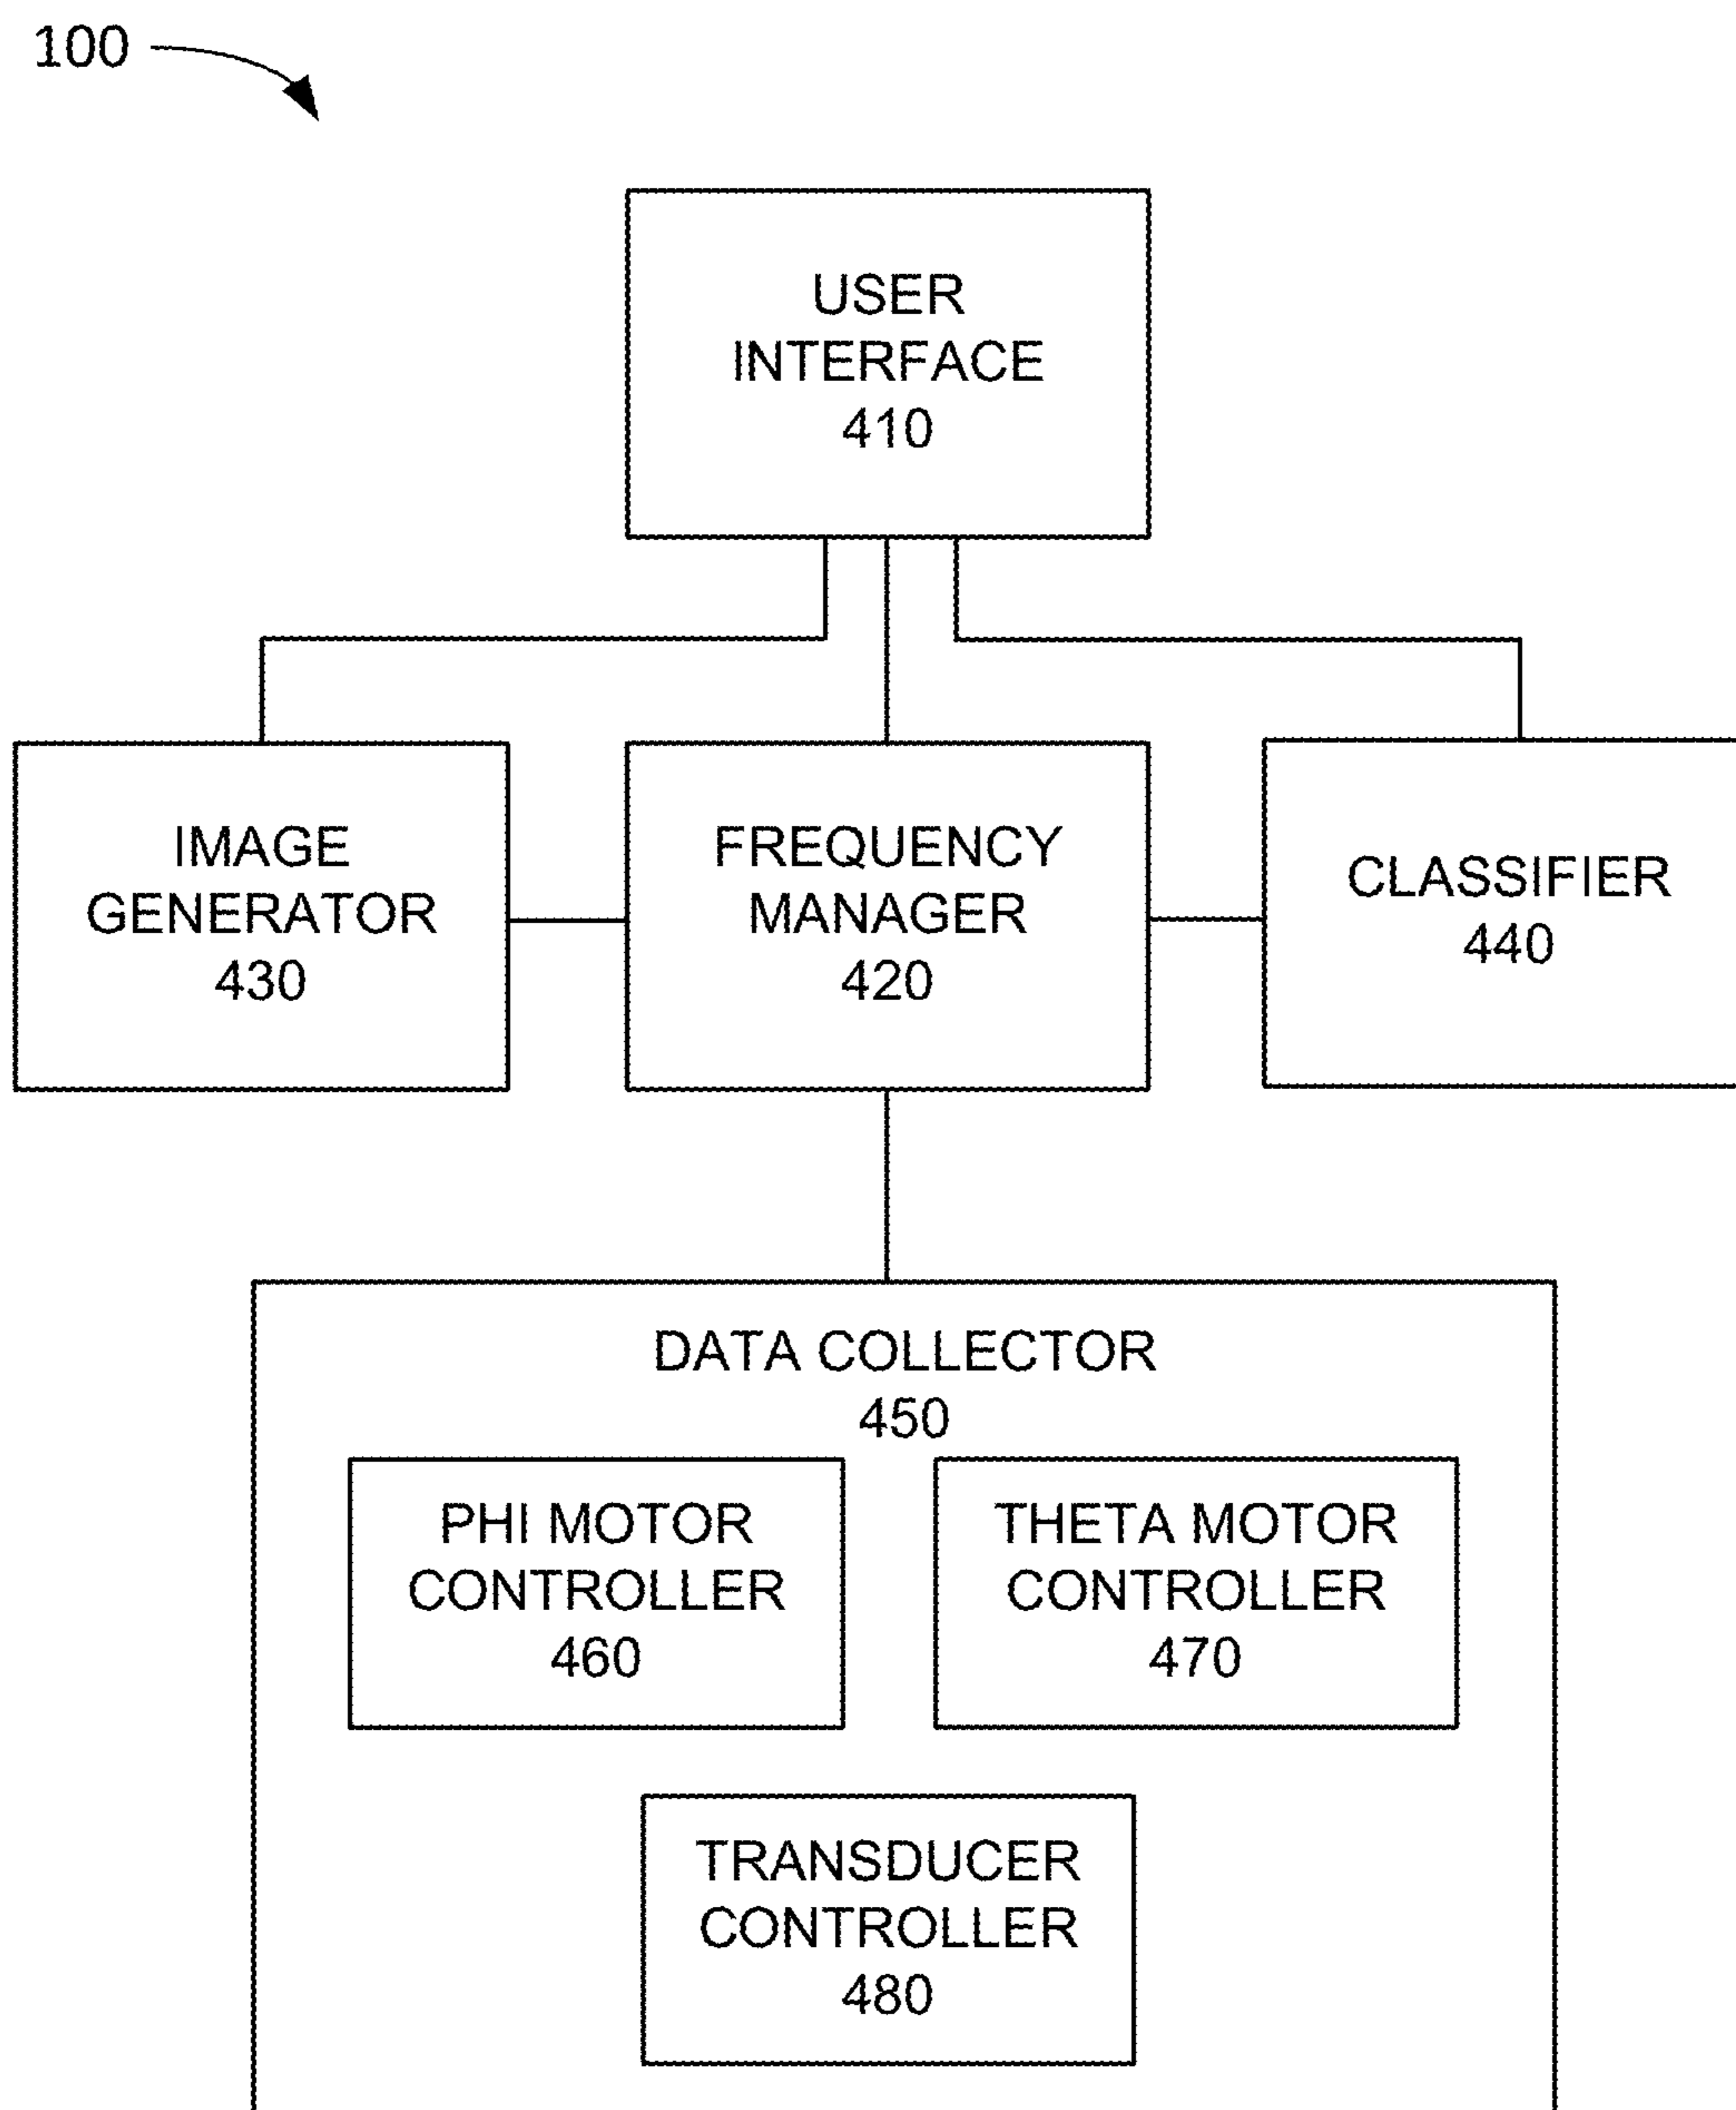 100
USER
INTERFACE
410
IMAGE
GENERATOR
430
FREQUENCY
MANAGER
420
CLASSIFIER
440
DATA COLLECTOR
450
PHI MOTOR
CONTROLLER
460
THETA MOTOR
CONTROLLER
470
TRANSDUCER
CONTROLLER
480